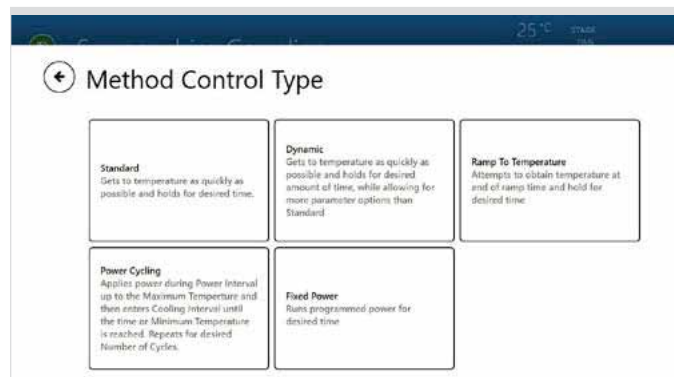 25 °C
Method Control Type
Standard
Gets to temperature as quickly as
possible and holds for desired time.
Dynamic
Gets to temperature as quickly as
possible and holds for desired
amount of time, while allowing for
more parameter options than
Standard
Ramp To Temperature
Attempts to obtain temperature at
end of ramp time and hold for
desired time
Power Cycling
Applies power during Power Interval
up to the Maximum Temperture and
then enters Cooling Interval until
the time or Minimum Temperature
is reached. Repeats for desired
Number of Cycles.
Fixed Power
Runs programmed power for
desired time